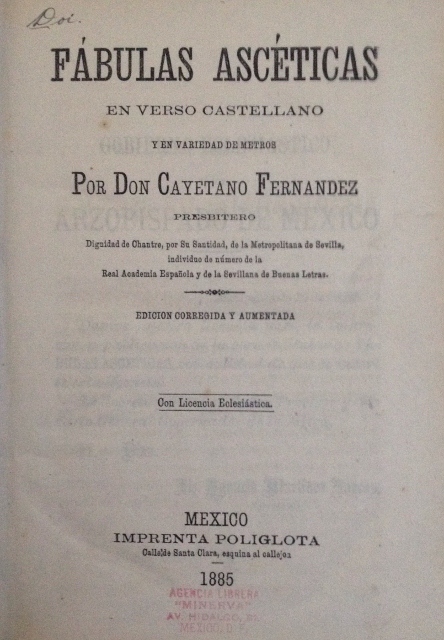 Doi.
FÁBULAS ASCÉTICAS
EN VERSO CASTELLANO
Y EN VARIEDAD DE METROS
POR DON CAYETANO FERNANDEZ
PRESBITERO
Dignidad de Chantre, por Su Santidad, de la Metropolitana de Sevilla,
individuo de número de la
Real Academia Española y de la Sevillana de Buenas Letras.
EDICION CORREGIDA Y AUMENTADA
Con Licencia Eclesiástica.
MEXICO
IMPRENTA POLIGLOTA
Calle de Santa Clara, esquina al callejon
1885
AGENCIA LIBRERA
"MINERVA"
AV. HIDALGO,
MEXICO, D. F.